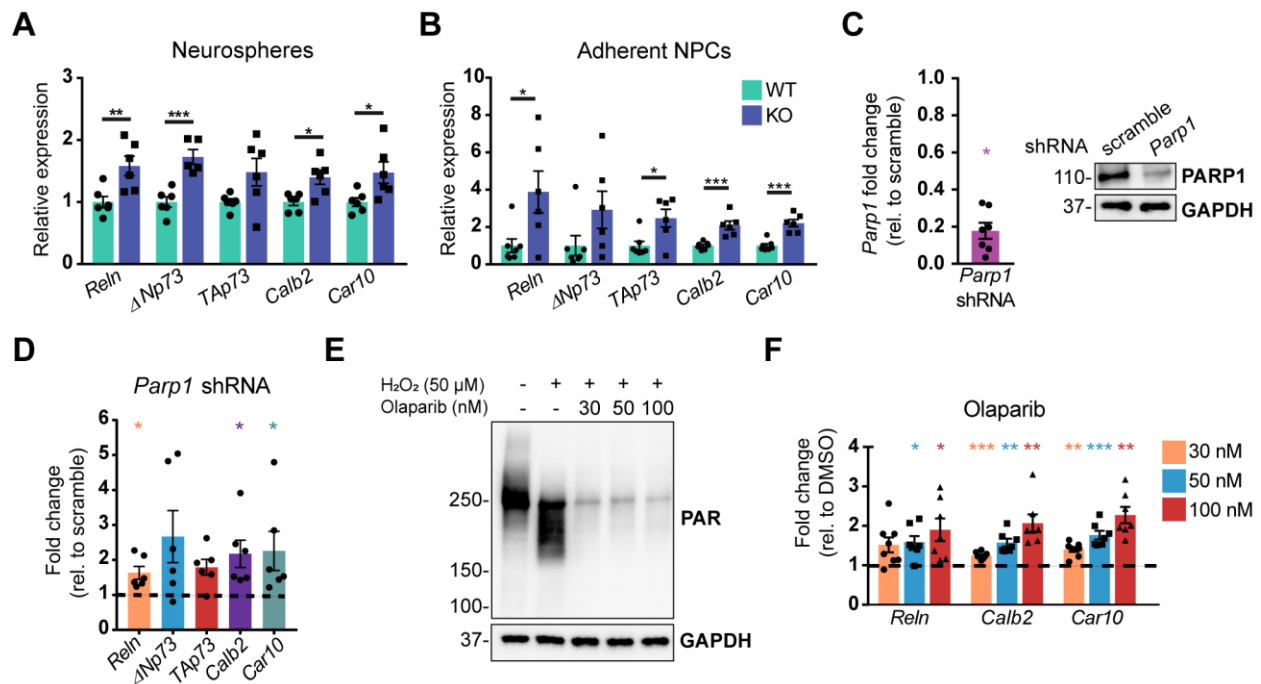 A
Neurospheres
Relative expression
3
2
1
0
**
***
*
*
Reln
ΔNp73
TAp73
Calb2
Car10
B
Adherent NPCs
Relative expression
10
8
6
4
2
0
*
*
***
***
WT
KO
Reln
ΔNp73
TAp73
Calb2
Car10
C
Parp1 fold change
(rel. to scramble)
1.0
0.8
0.6
0.4
0.2
0.0
*
Parp1
shRNA
shRNA
scramble
Parp1
110-
PARP1
37-
GAPDH
D
Parp1 shRNA
Fold change
(rel. to scramble)
6
5
4
3
2
1
0
*
*
*
Reln
ΔNp73
TAp73
Calb2
Car10
E
H₂O₂ (50 µM) - + + + +
Olaparib (nM) - - 30 50 100
250-
150-
100-
PAR
37-
GAPDH
F
Olaparib
Fold change
(rel. to DMSO)
4
3
2
1
0
* * *** ** ** ** *** **
30 nM
50 nM
100 nM
Reln
Calb2
Car10